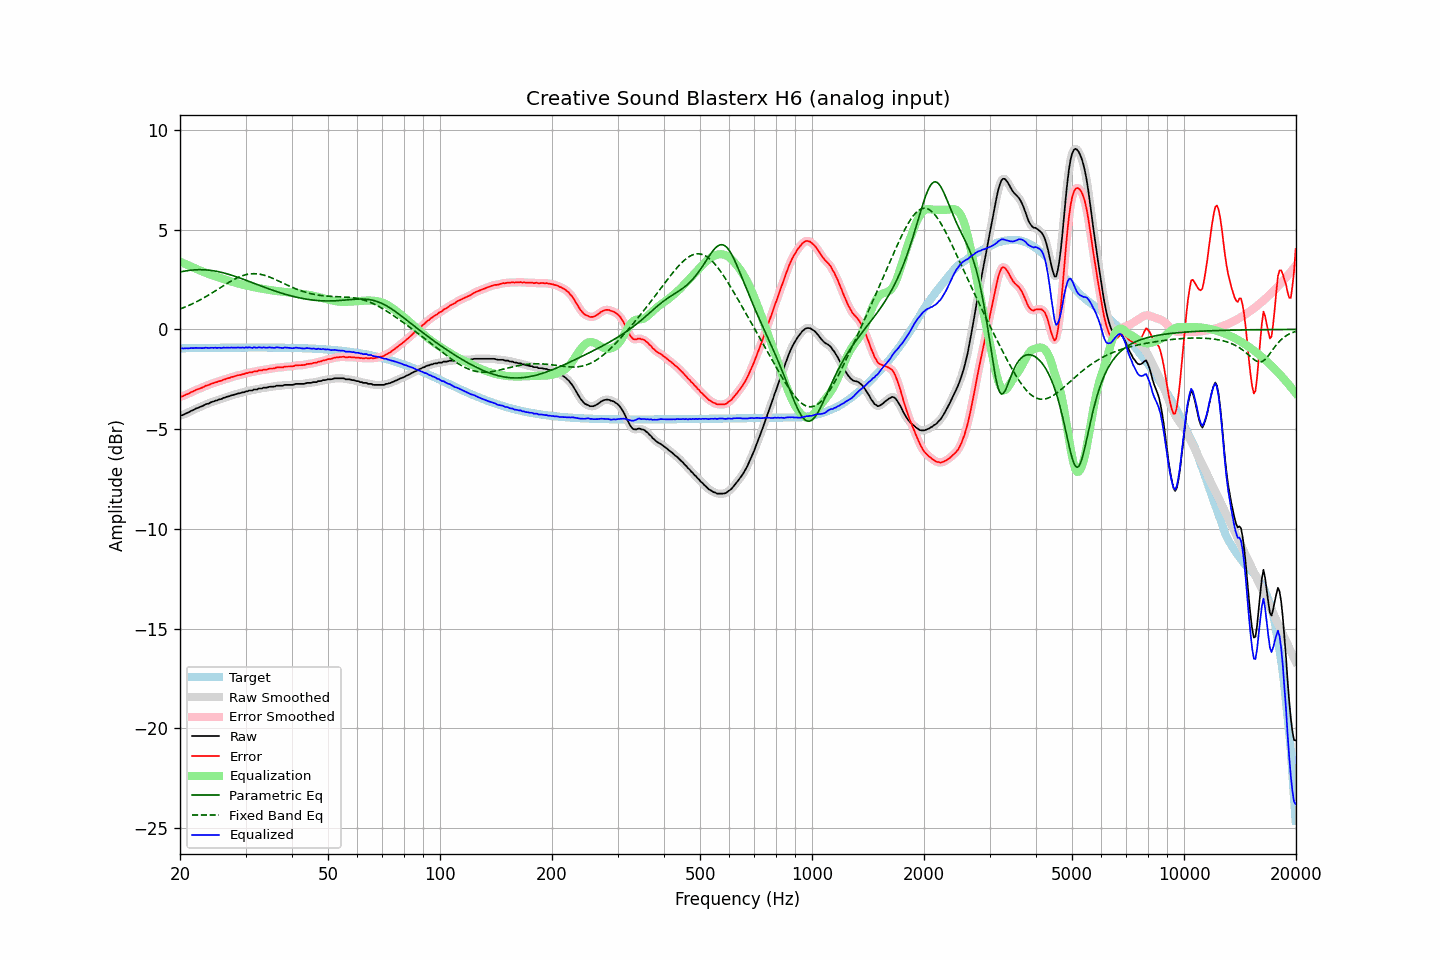 Creative Sound Blasterx H6 (analog input)
10
5
0
−5
−10
−15
−20
−25
Amplitude (dBr)
Target
Raw Smoothed
Error Smoothed
Raw
Error
Equalization
Parametric Eq
Fixed Band Eq
Equalized
20 50 100 200 500 1000 2000 5000 10000 20000
Frequency (Hz)